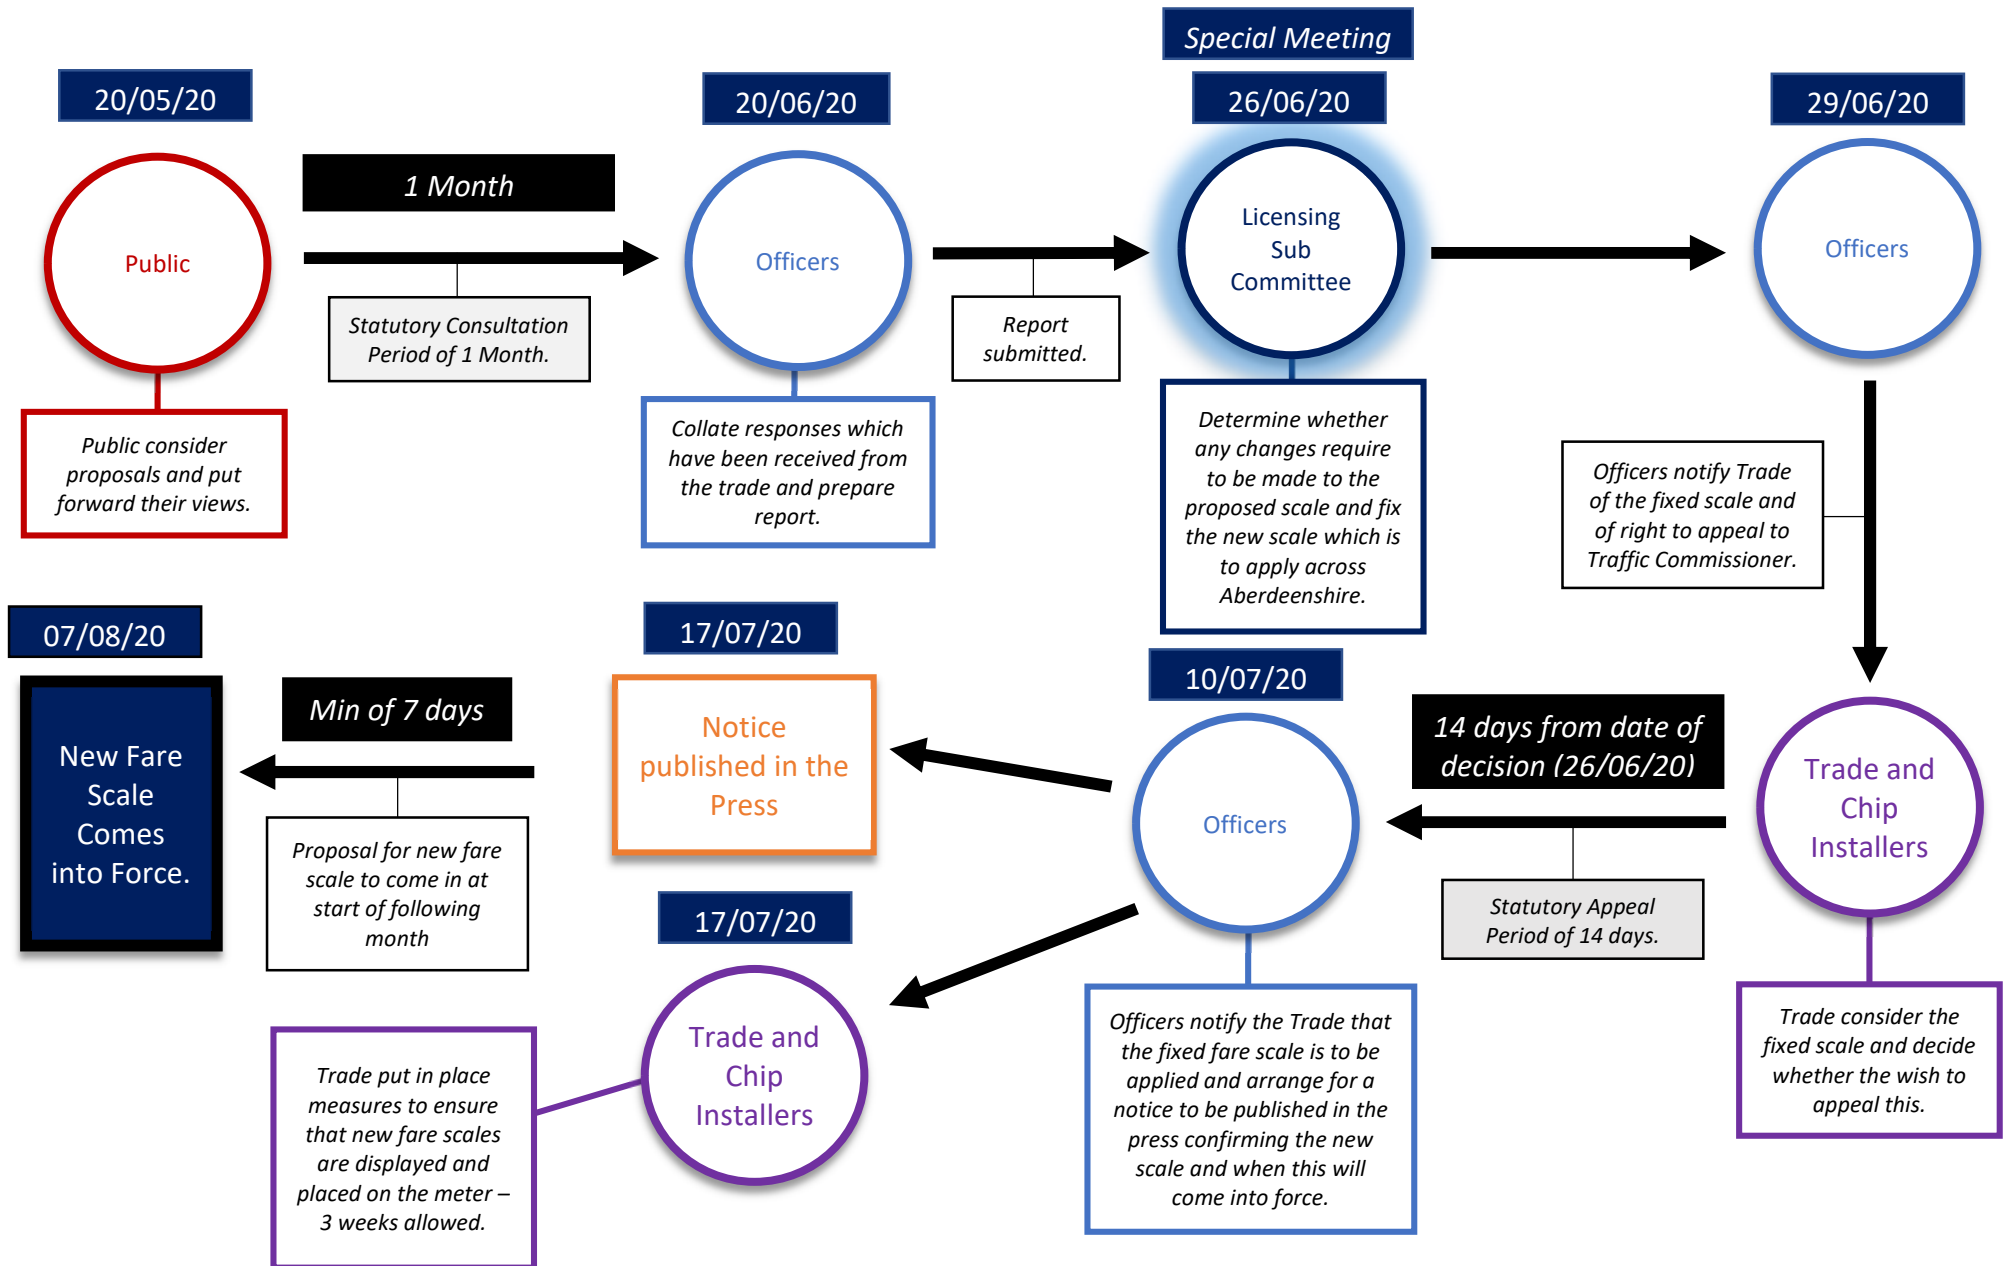 20/05/20
Public
Public consider
proposals and put
forward their views.
1 Month
Statutory Consultation
Period of 1 Month.
20/06/20
Officers
Collate responses which
have been received from
the trade and prepare
report.
Report
submitted.
Special Meeting
26/06/20
Licensing
Sub
Committee
Determine whether
any changes require
to be made to the
proposed scale and fix
the new scale which is
to apply across
Aberdeenshire.
29/06/20
Officers
Officers notify Trade
of the fixed scale and
of right to appeal to
Traffic Commissioner.
Trade and
Chip
Installers
Trade consider the
fixed scale and decide
whether the wish to
appeal this.
14 days from date of
decision (26/06/20)
Statutory Appeal
Period of 14 days.
10/07/20
Officers
Officers notify the Trade that
the fixed fare scale is to be
applied and arrange for a
notice to be published in the
press confirming the new
scale and when this will
come into force.
17/07/20
Notice
published in the
Press
17/07/20
Trade and
Chip
Installers
Trade put in place
measures to ensure
that new fare scales
are displayed and
placed on the meter –
3 weeks allowed.
Min of 7 days
Proposal for new fare
scale to come in at
start of following
month
07/08/20
New Fare
Scale
Comes
into Force.